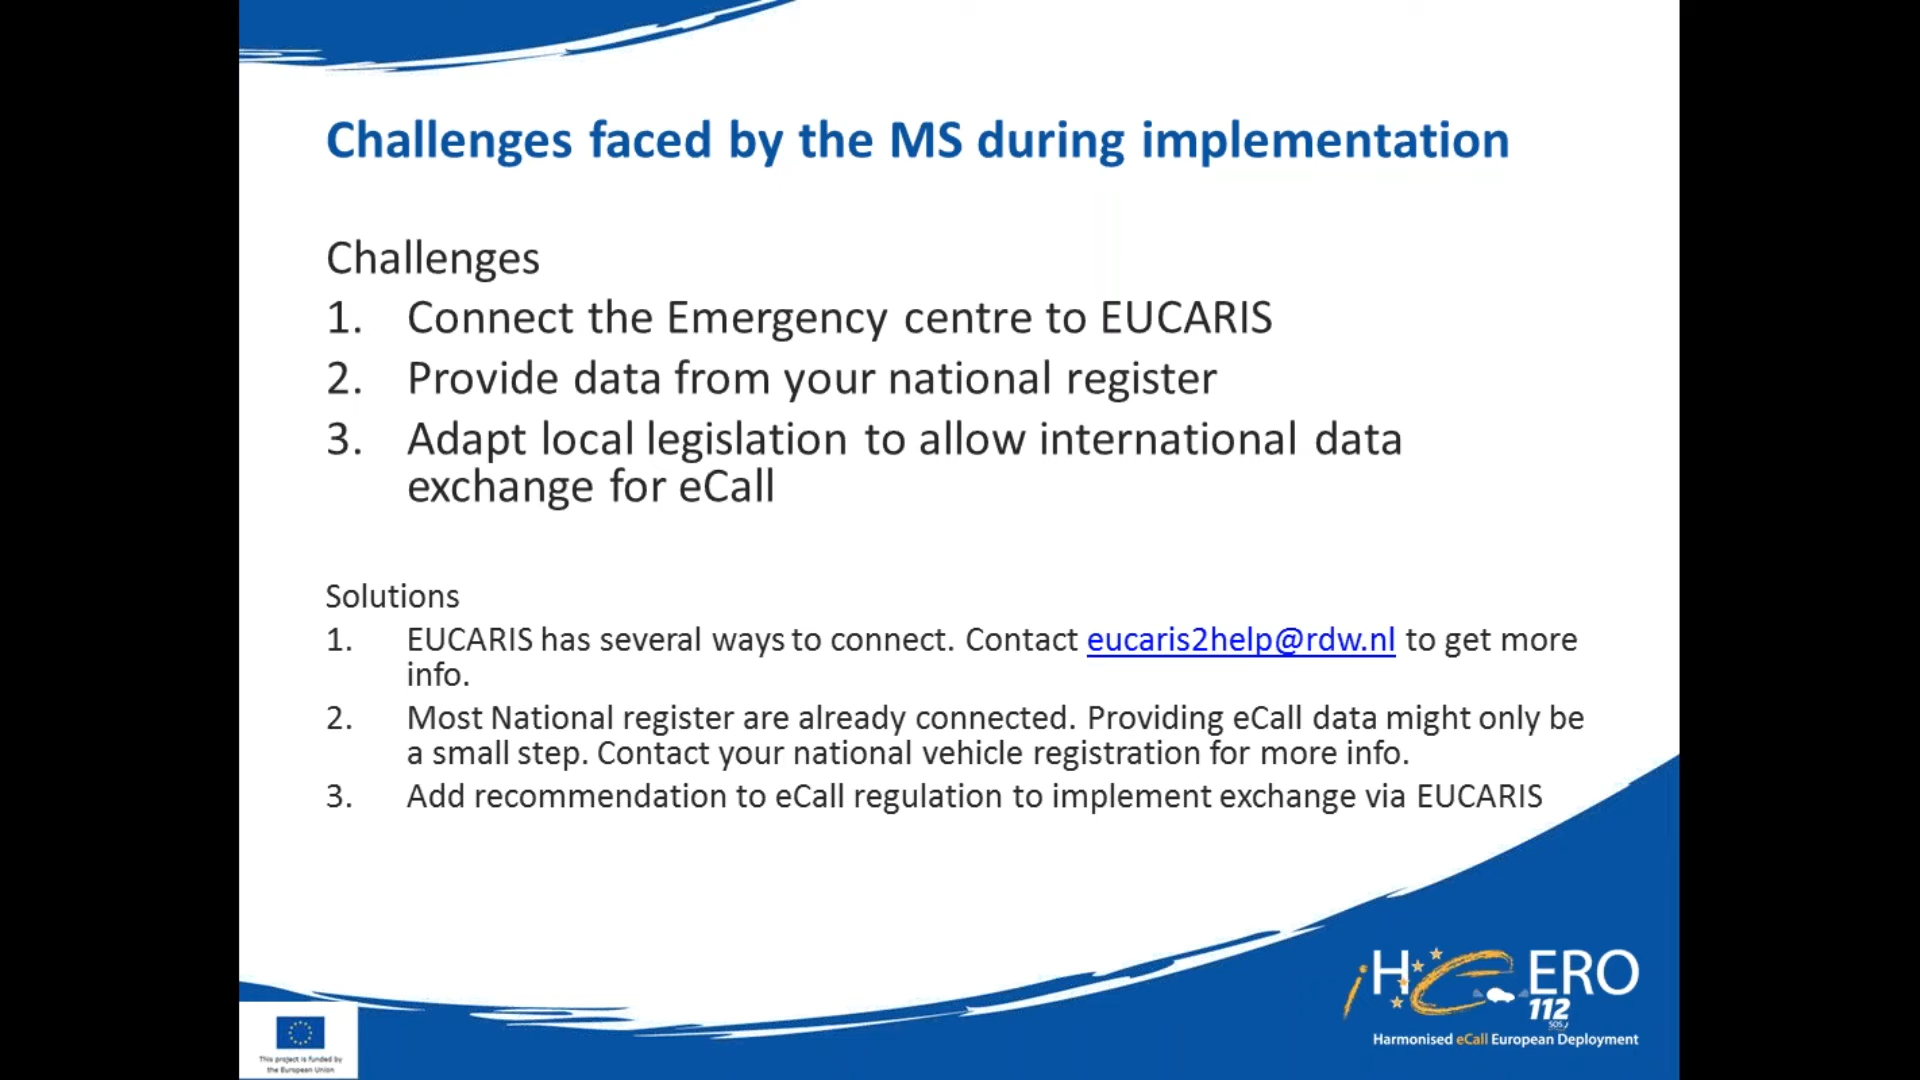 Challenges faced by the MS during implementation
Challenges
1. Connect the Emergency centre to EUCARIS
2. Provide data from your national register
3. Adapt local legislation to allow international data
exchange for eCall
Solutions
1. EUCARIS has several ways to connect. Contact eucaris2help@rdw.nl to get more
info.
2. Most National register are already connected. Providing eCall data might only be
a small step. Contact your national vehicle registration for more info.
3. Add recommendation to eCall regulation to implement exchange via EUCARIS
iHeERO
112
SOS
Harmonised eCall European Deployment
This project is funded by
the European Union